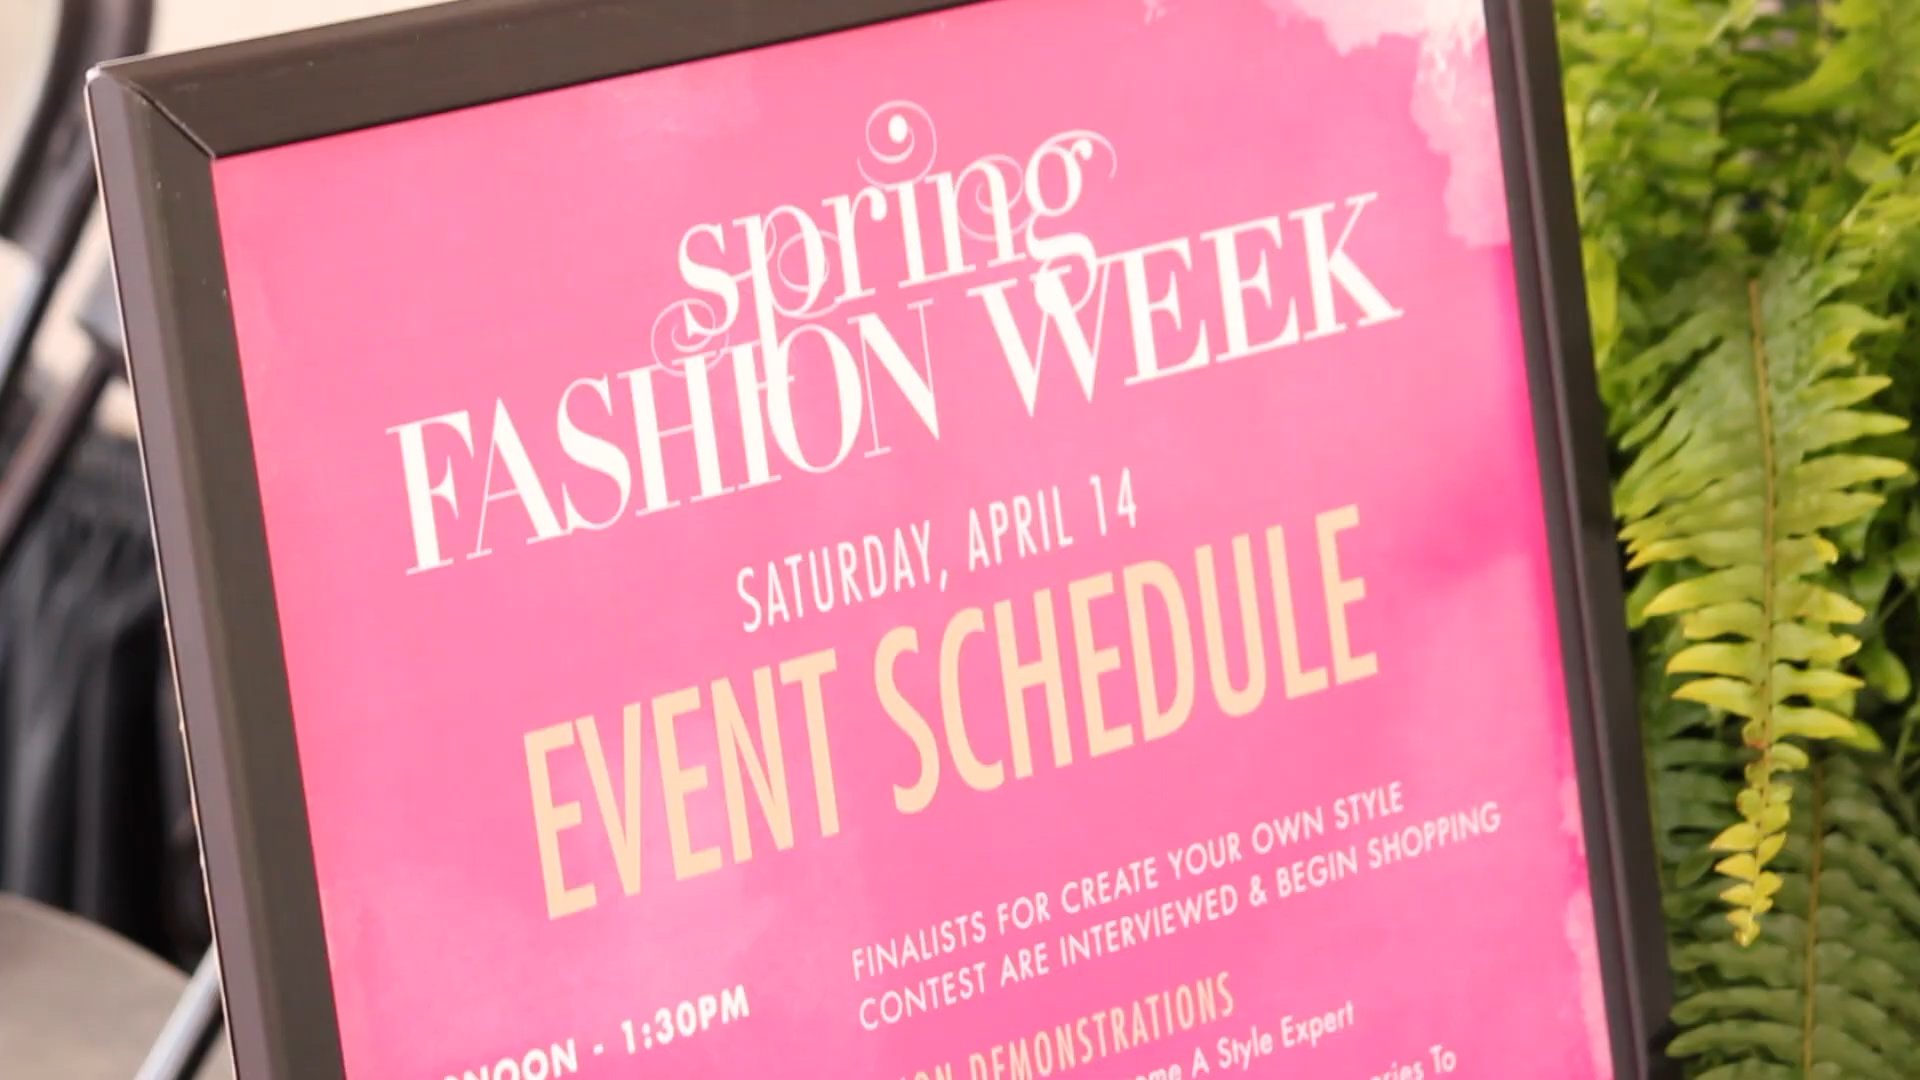 spring
FASHION WEEK
SATURDAY, APRIL 14
EVENT SCHEDULE
FINALISTS FOR CREATE YOUR OWN STYLE
CONTEST ARE INTERVIEWED & BEGIN SHOPPING
NOON - 1:30PM
DEMONSTRATIONS
A Style Expert
To